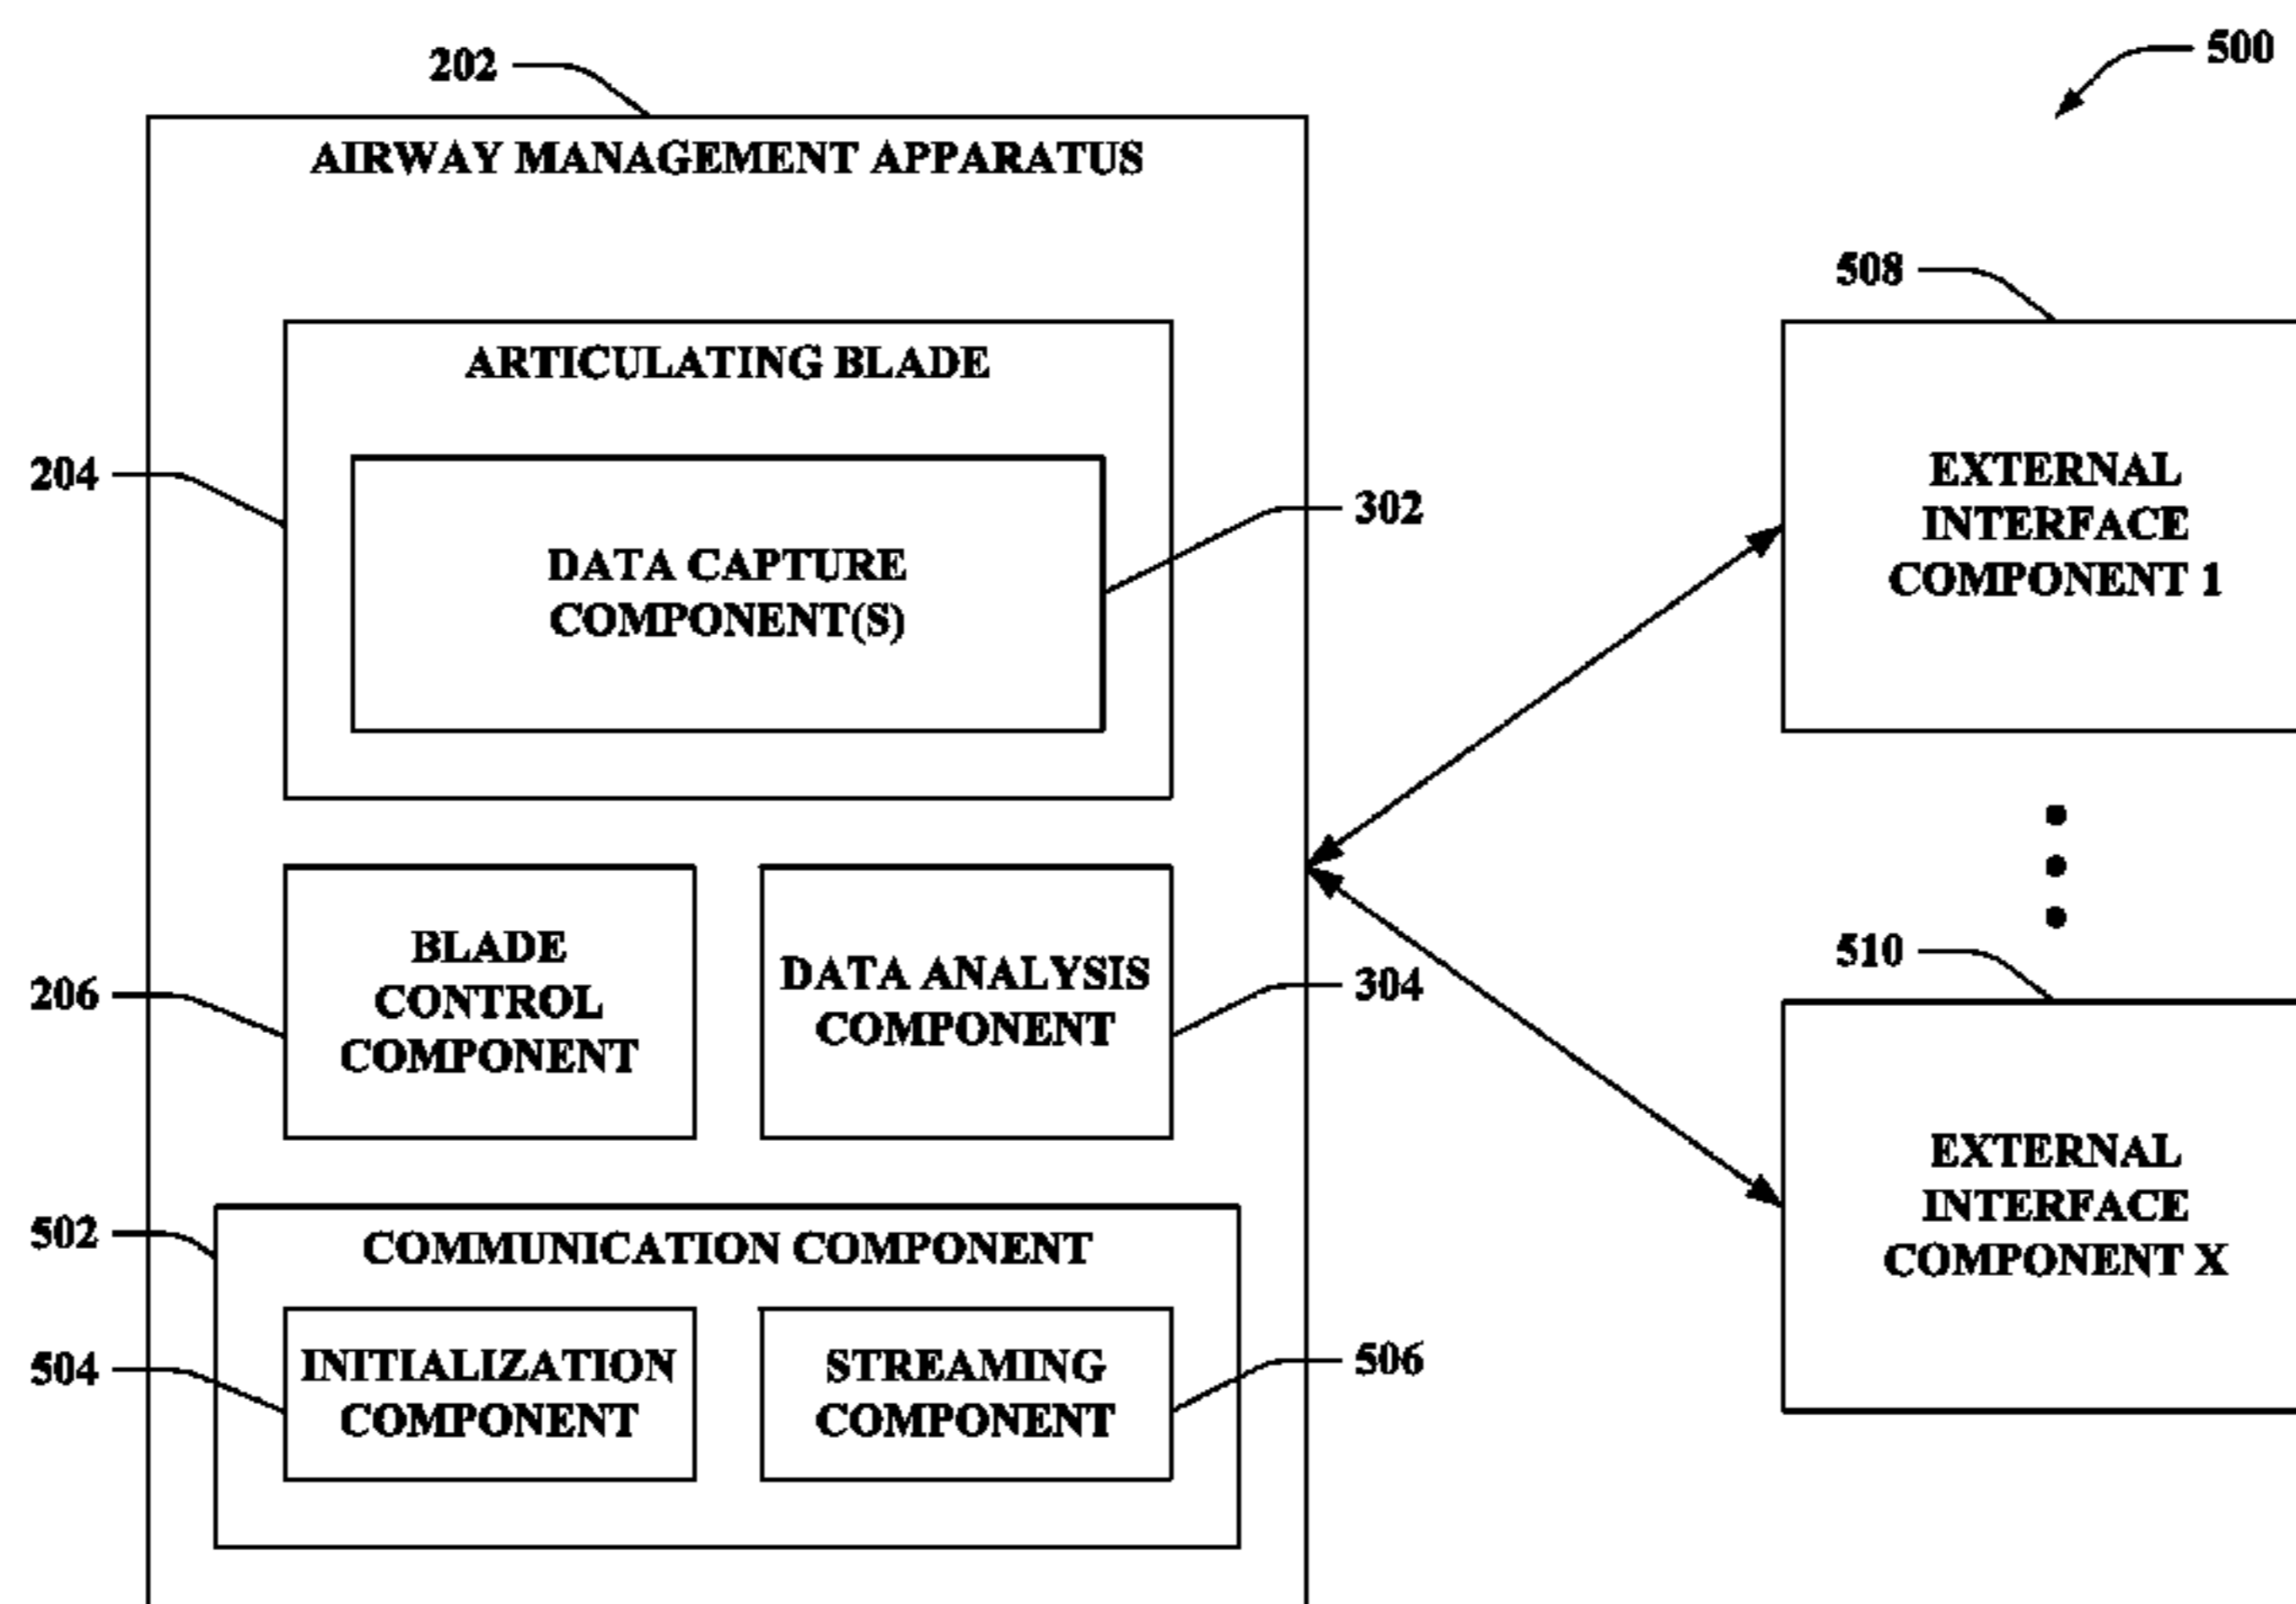 202
500
AIRWAY MANAGEMENT APPARATUS
508
ARTICULATING BLADE
204
302
DATA CAPTURE
COMPONENT(S)
EXTERNAL
INTERFACE
COMPONENT 1
206
BLADE
CONTROL
COMPONENT
DATA ANALYSIS
COMPONENT
304
510
EXTERNAL
INTERFACE
COMPONENT X
502
COMMUNICATION COMPONENT
504
INITIALIZATION
COMPONENT
STREAMING
COMPONENT
506